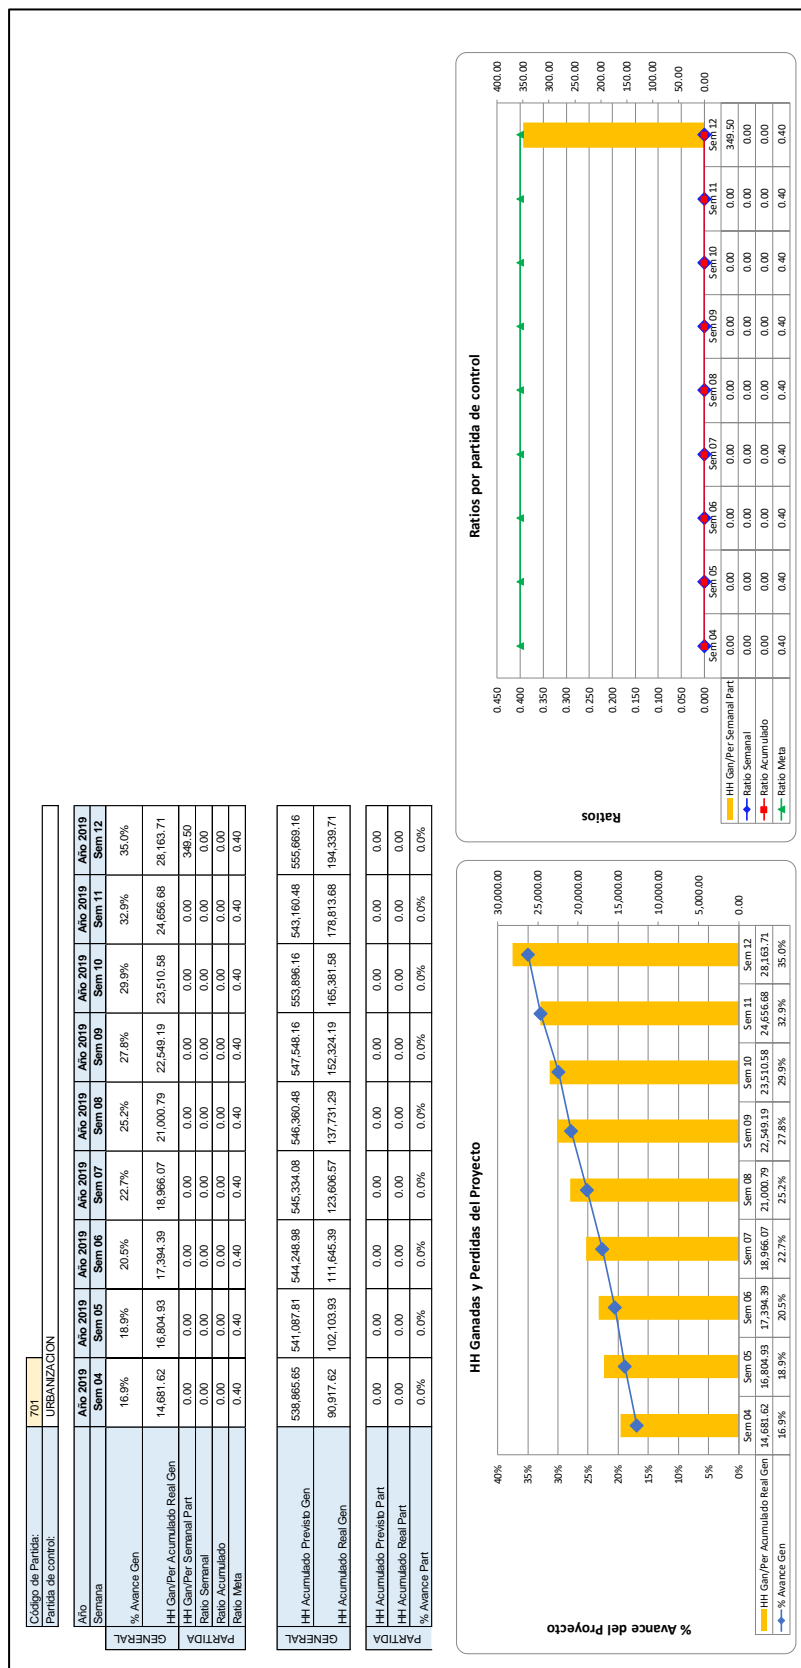 Código de Partida: 701
Partida de control: URBANIZACION
Año Año 2019 Año 2019 Año 2019 Año 2019 Año 2019 Año 2019 Año 2019 Año 2019 Año 2019
Semana Sem 04 Sem 05 Sem 06 Sem 07 Sem 08 Sem 09 Sem 10 Sem 11 Sem 12
GENERAL
% Avance Gen 16.9% 18.9% 20.5% 22.7% 25.2% 27.8% 29.9% 32.9% 35.0%
HH Gan/Per Acumulado Real Gen 14,681.62 16,804.93 17,394.39 18,966.07 21,000.79 22,549.19 23,510.58 24,656.68 28,163.71
PARTIDA
HH Gan/Per Semanal Part 0.00 0.00 0.00 0.00 0.00 0.00 0.00 0.00 349.50
Ratio Semanal 0.00 0.00 0.00 0.00 0.00 0.00 0.00 0.00 0.00
Ratio Acumulado 0.00 0.00 0.00 0.00 0.00 0.00 0.00 0.00 0.00
Ratio Meta 0.40 0.40 0.40 0.40 0.40 0.40 0.40 0.40 0.40
GENERAL
HH Acumulado Previsto Gen 538,865.65 541,087.81 544,248.98 545,334.08 546,360.48 547,548.16 553,896.16 543,160.48 555,669.16
HH Acumulado Real Gen 90,917.62 102,103.93 111,645.39 123,606.57 137,731.29 152,324.19 165,381.58 178,813.68 194,339.71
PARTIDA
HH Acumulado Previsto Part 0.00 0.00 0.00 0.00 0.00 0.00 0.00 0.00 0.00
HH Acumulado Real Part 0.00 0.00 0.00 0.00 0.00 0.00 0.00 0.00 0.00
% Avance Part 0.0% 0.0% 0.0% 0.0% 0.0% 0.0% 0.0% 0.0% 0.0%
HH Ganadas y Perdidas del Proyecto
% Avance del Proyecto
40% 30,000.00
35% 25,000.00
30% 20,000.00
25%
20% 15,000.00
15% 10,000.00
10%
5% 5,000.00
0% 0.00
Sem 04 Sem 05 Sem 06 Sem 07 Sem 08 Sem 09 Sem 10 Sem 11 Sem 12
HH Gan/Per Acumulado Real Gen 14,681.62 16,804.93 17,394.39 18,966.07 21,000.79 22,549.19 23,510.58 24,656.68 28,163.71
% Avance Gen 16.9% 18.9% 20.5% 22.7% 25.2% 27.8% 29.9% 32.9% 35.0%
Ratios por partida de control
Ratios
0.450 400.00
0.400 350.00
0.350 300.00
0.300 250.00
0.250
0.200 200.00
0.150 150.00
0.100 100.00
0.050 50.00
0.000 0.00
Sem 04 Sem 05 Sem 06 Sem 07 Sem 08 Sem 09 Sem 10 Sem 11 Sem 12
HH Gan/Per Semanal Part 0.00 0.00 0.00 0.00 0.00 0.00 0.00 0.00 349.50
Ratio Semanal 0.00 0.00 0.00 0.00 0.00 0.00 0.00 0.00 0.00
Ratio Acumulado 0.00 0.00 0.00 0.00 0.00 0.00 0.00 0.00 0.00
Ratio Meta 0.40 0.40 0.40 0.40 0.40 0.40 0.40 0.40 0.40